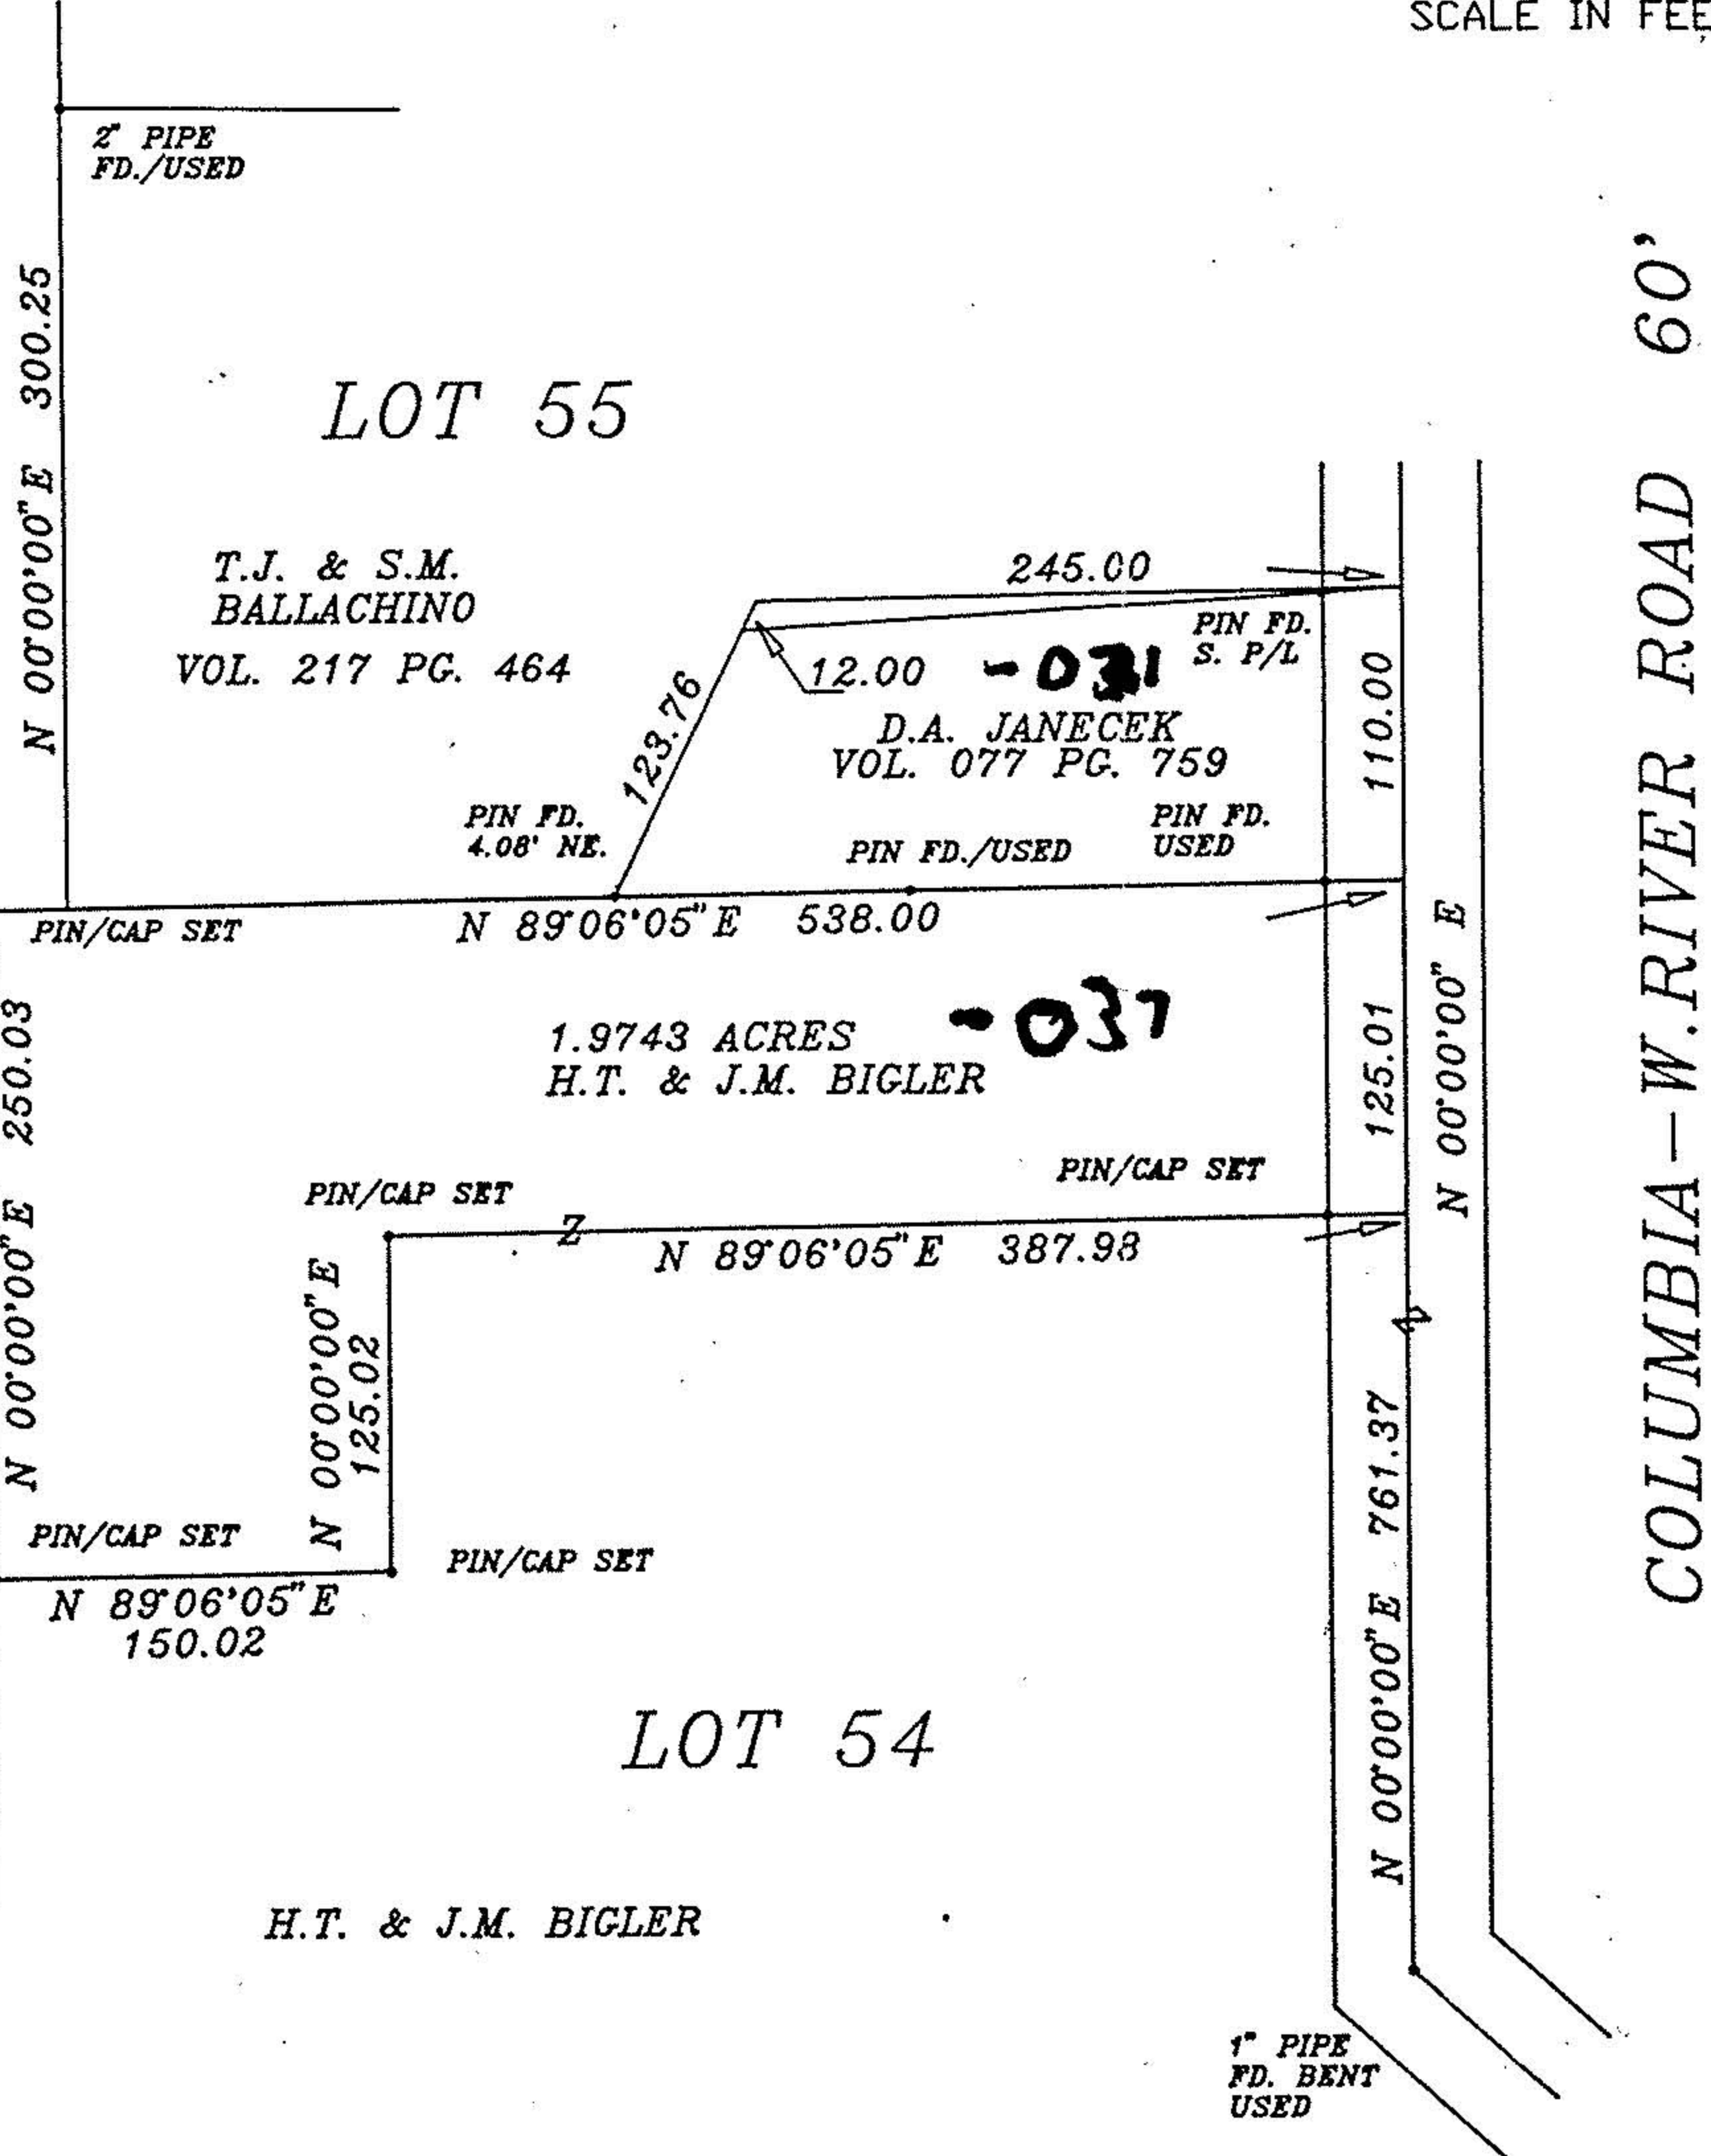 SCALE IN FEE
2" PIPE
FD./USED
N 00°00'00" E 300.25
LOT 55
COLUMBIA-W.RIVER ROAD 60'
T.J. & S.M.
BALLACHINO
VOL. 217 PG. 464
245.00
PIN FD.
S. P/L
12.00
123.76
D.A. JANECEK
VOL. 077 PG. 759
110.00
PIN FD.
4.08' NE.
PIN FD./USED
PIN FD.
USED
PIN/CAP SET
N 89°06'05" E 538.00
N 00°00'00" E
N 00°00'00" E 250.03
1.9743 ACRES
-037
H.T. & J.M. BIGLER
125.01
PIN/CAP SET
PIN/CAP SET
Z
N 89°06'05" E 387.98
N 00°00'00" E
125.02
PIN/CAP SET
PIN/CAP SET
N 89°06'05" E
150.02
N 00°00'00" E 761.37
LOT 54
H.T. & J.M. BIGLER
1" PIPE
FD. BENT
USED